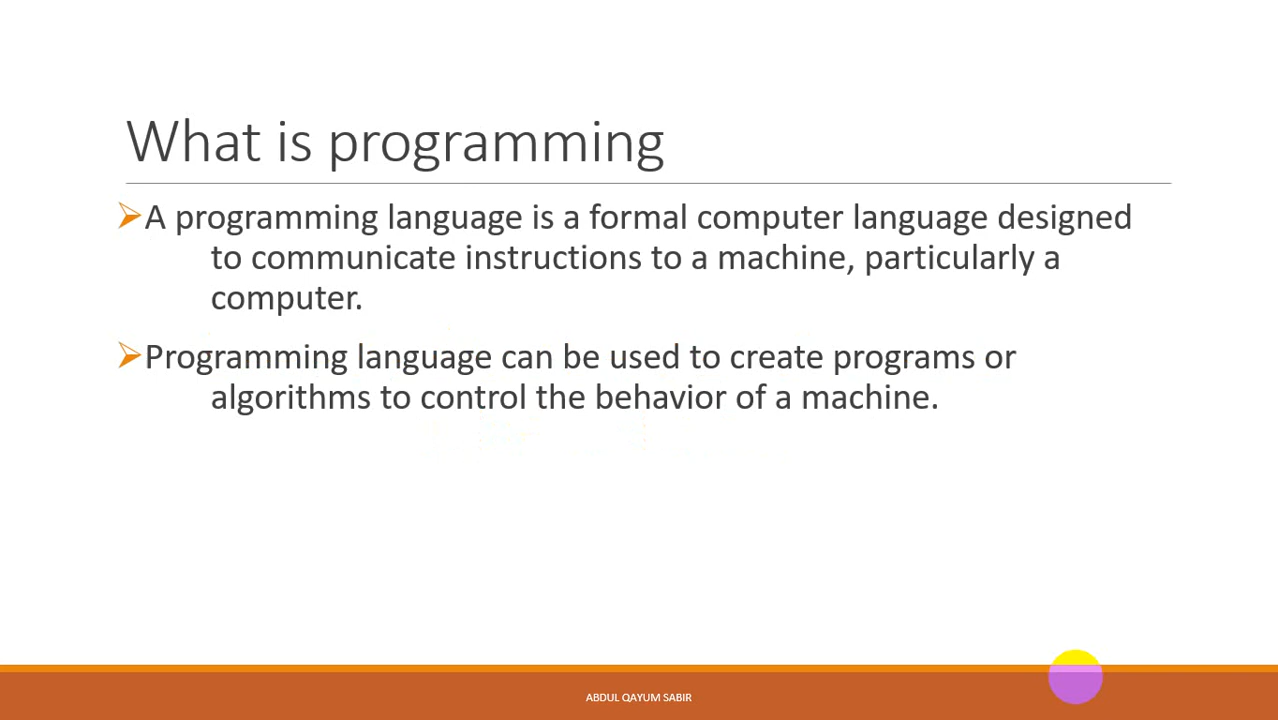 What is programming
A programming language is a formal computer language designed
to communicate instructions to a machine, particularly a
computer.
Programming language can be used to create programs or
algorithms to control the behavior of a machine.
ABDUL QAYUM SABIR